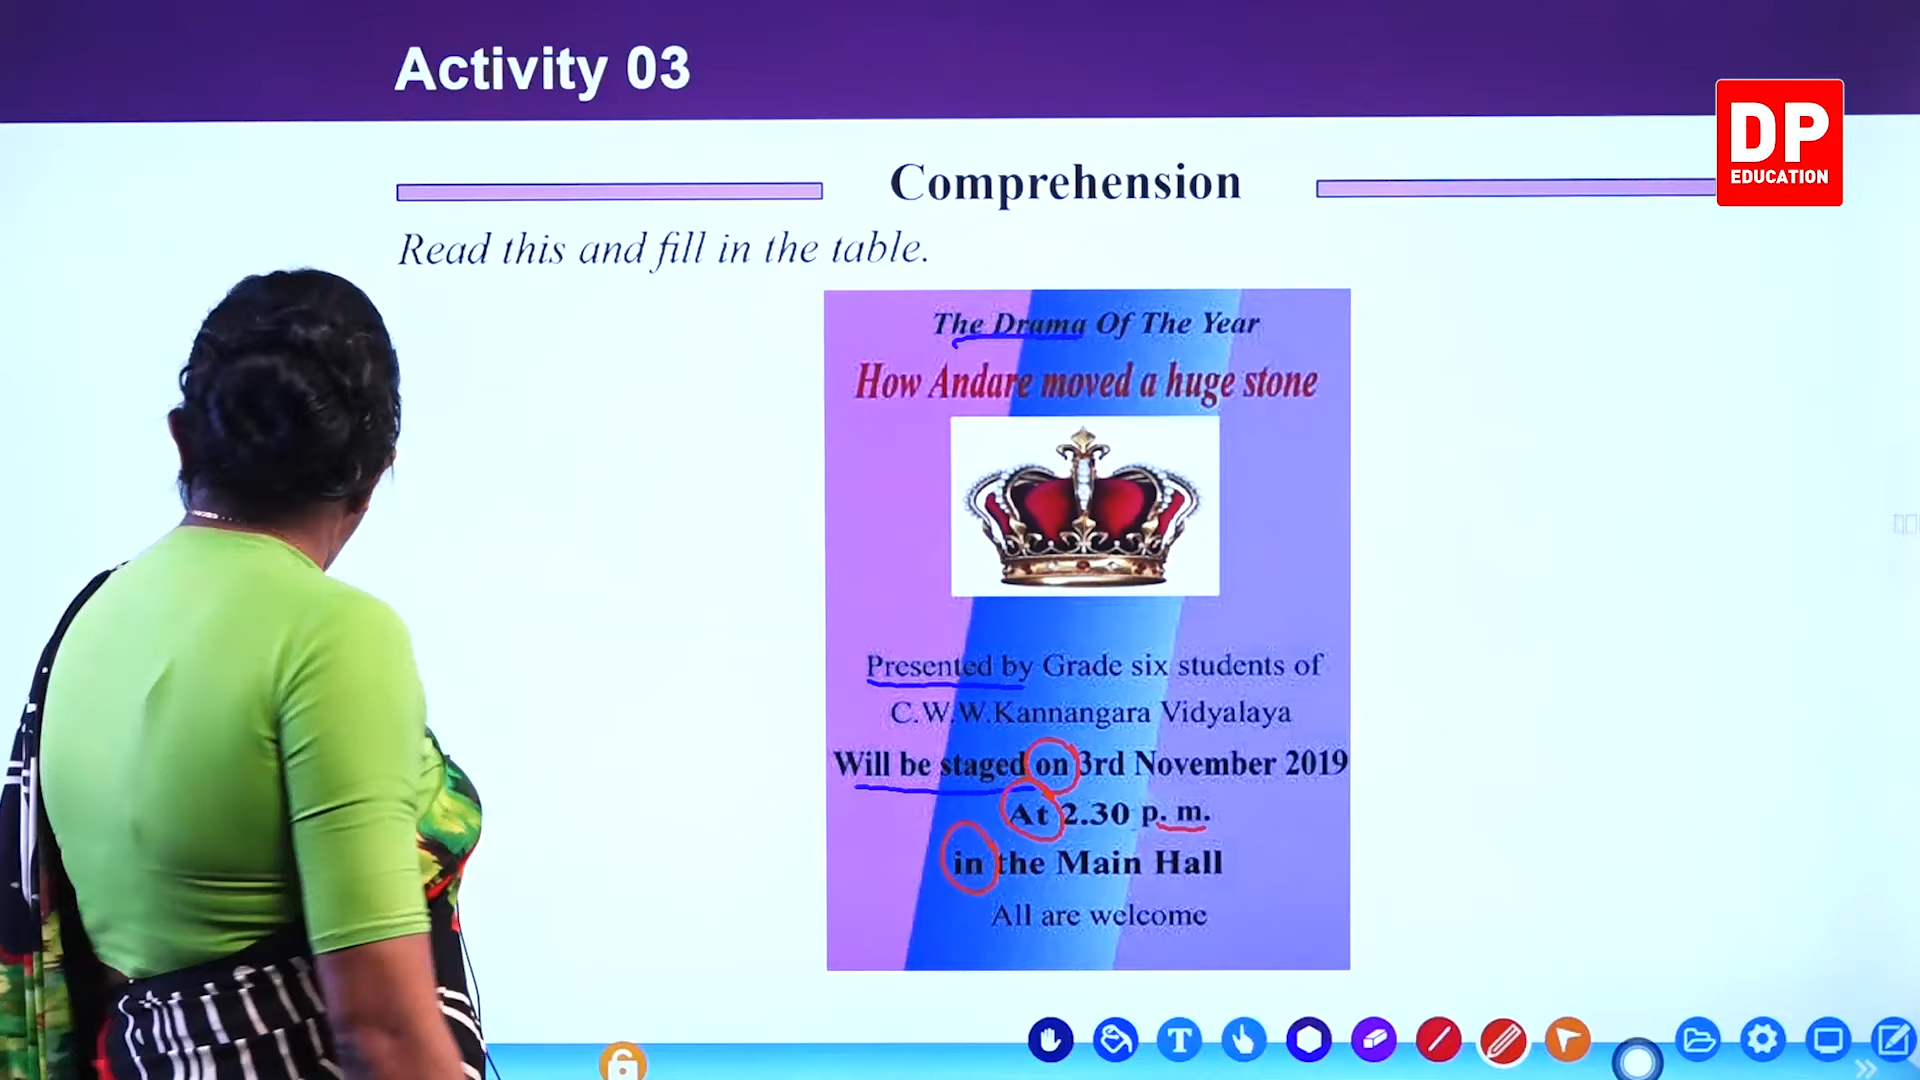 Activity 03
DP
EDUCATION
Comprehension
Read this and fill in the table.
The Drama Of The Year
How Andare moved a huge stone
Presented by Grade six students of
C.W.W.Kannangara Vidyalaya
Will be staged on 3rd November 2019
At 2.30 p. m.
in the Main Hall
All are welcome
T